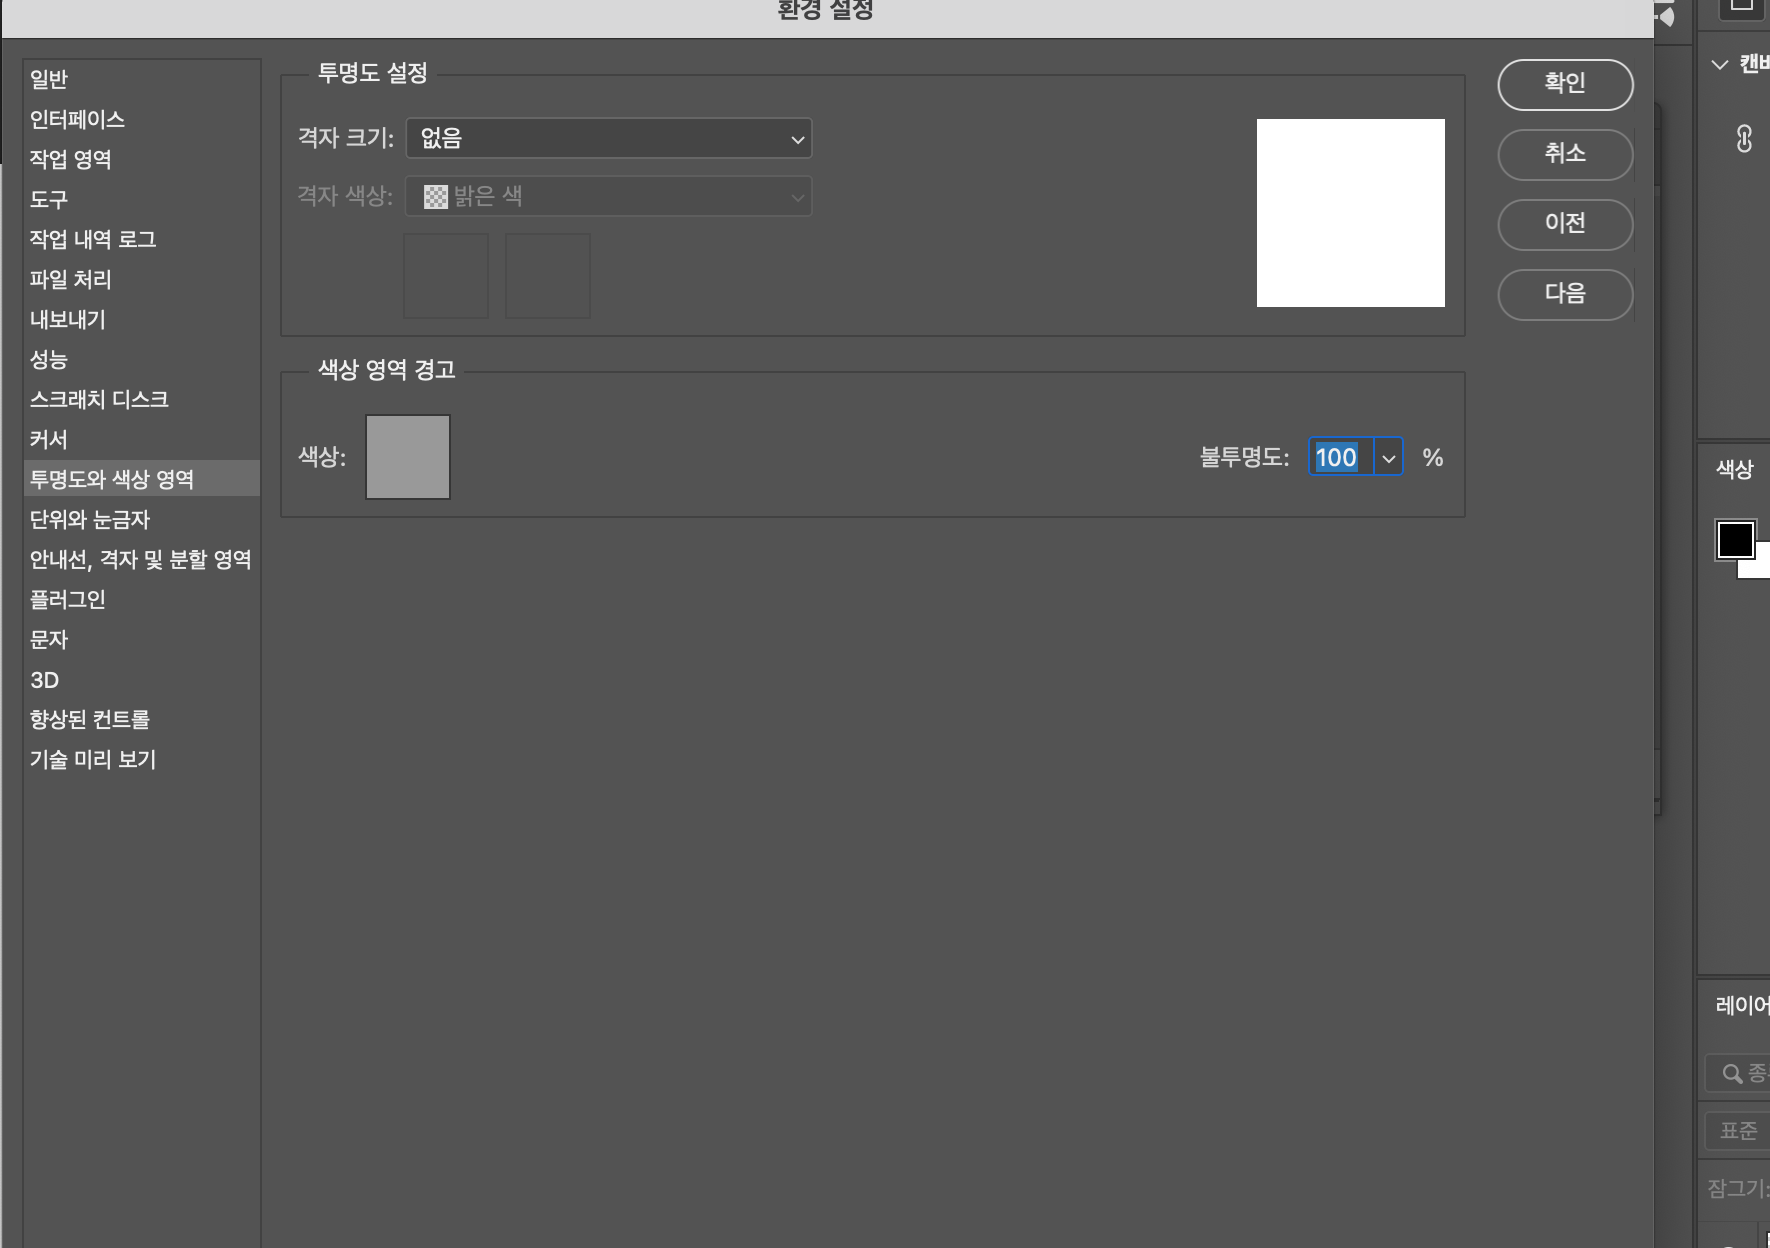 환경 설정
일반
인터페이스
작업 영역
도구
작업 내역 로그
파일 처리
내보내기
성능
스크래치 디스크
커서
투명도와 색상 영역
단위와 눈금자
안내선, 격자 및 분할 영역
플러그인
문자
3D
향상된 컨트롤
기술 미리 보기
투명도 설정
격자 크기: 없음
격자 색상: 밝은 색
색상 영역 경고
색상:
불투명도: 100 %
확인
취소
이전
다음
색상
표준
잠그기: